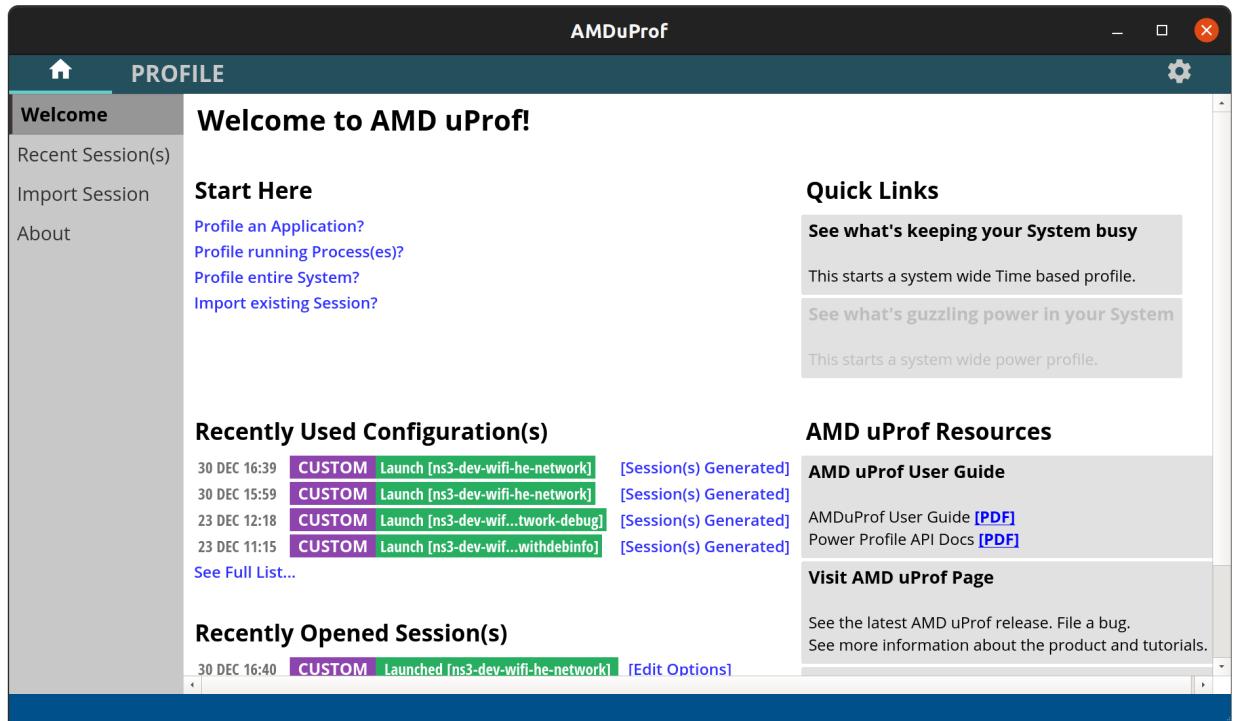 AMDuProf
PROFILE
Welcome
Recent Session(s)
Import Session
About
Welcome to AMD uProf!
Start Here
Profile an Application?
Profile running Process(es)?
Profile entire System?
Import existing Session?
Quick Links
See what's keeping your System busy
This starts a system wide Time based profile.
See what's guzzling power in your System
This starts a system wide power profile.
Recently Used Configuration(s)
30 DEC 16:39 CUSTOM Launch [ns3-dev-wifi-he-network] [Session(s) Generated]
30 DEC 15:59 CUSTOM Launch [ns3-dev-wifi-he-network] [Session(s) Generated]
23 DEC 12:18 CUSTOM Launch [ns3-dev-wif...twork-debug] [Session(s) Generated]
23 DEC 11:15 CUSTOM Launch [ns3-dev-wif...withdebinfo] [Session(s) Generated]
See Full List...
AMD uProf Resources
AMD uProf User Guide
AMDuProf User Guide [PDF]
Power Profile API Docs [PDF]
Visit AMD uProf Page
See the latest AMD uProf release. File a bug.
See more information about the product and tutorials.
Recently Opened Session(s)
30 DEC 16:40 CUSTOM Launched [ns3-dev-wifi-he-network] [Edit Options]